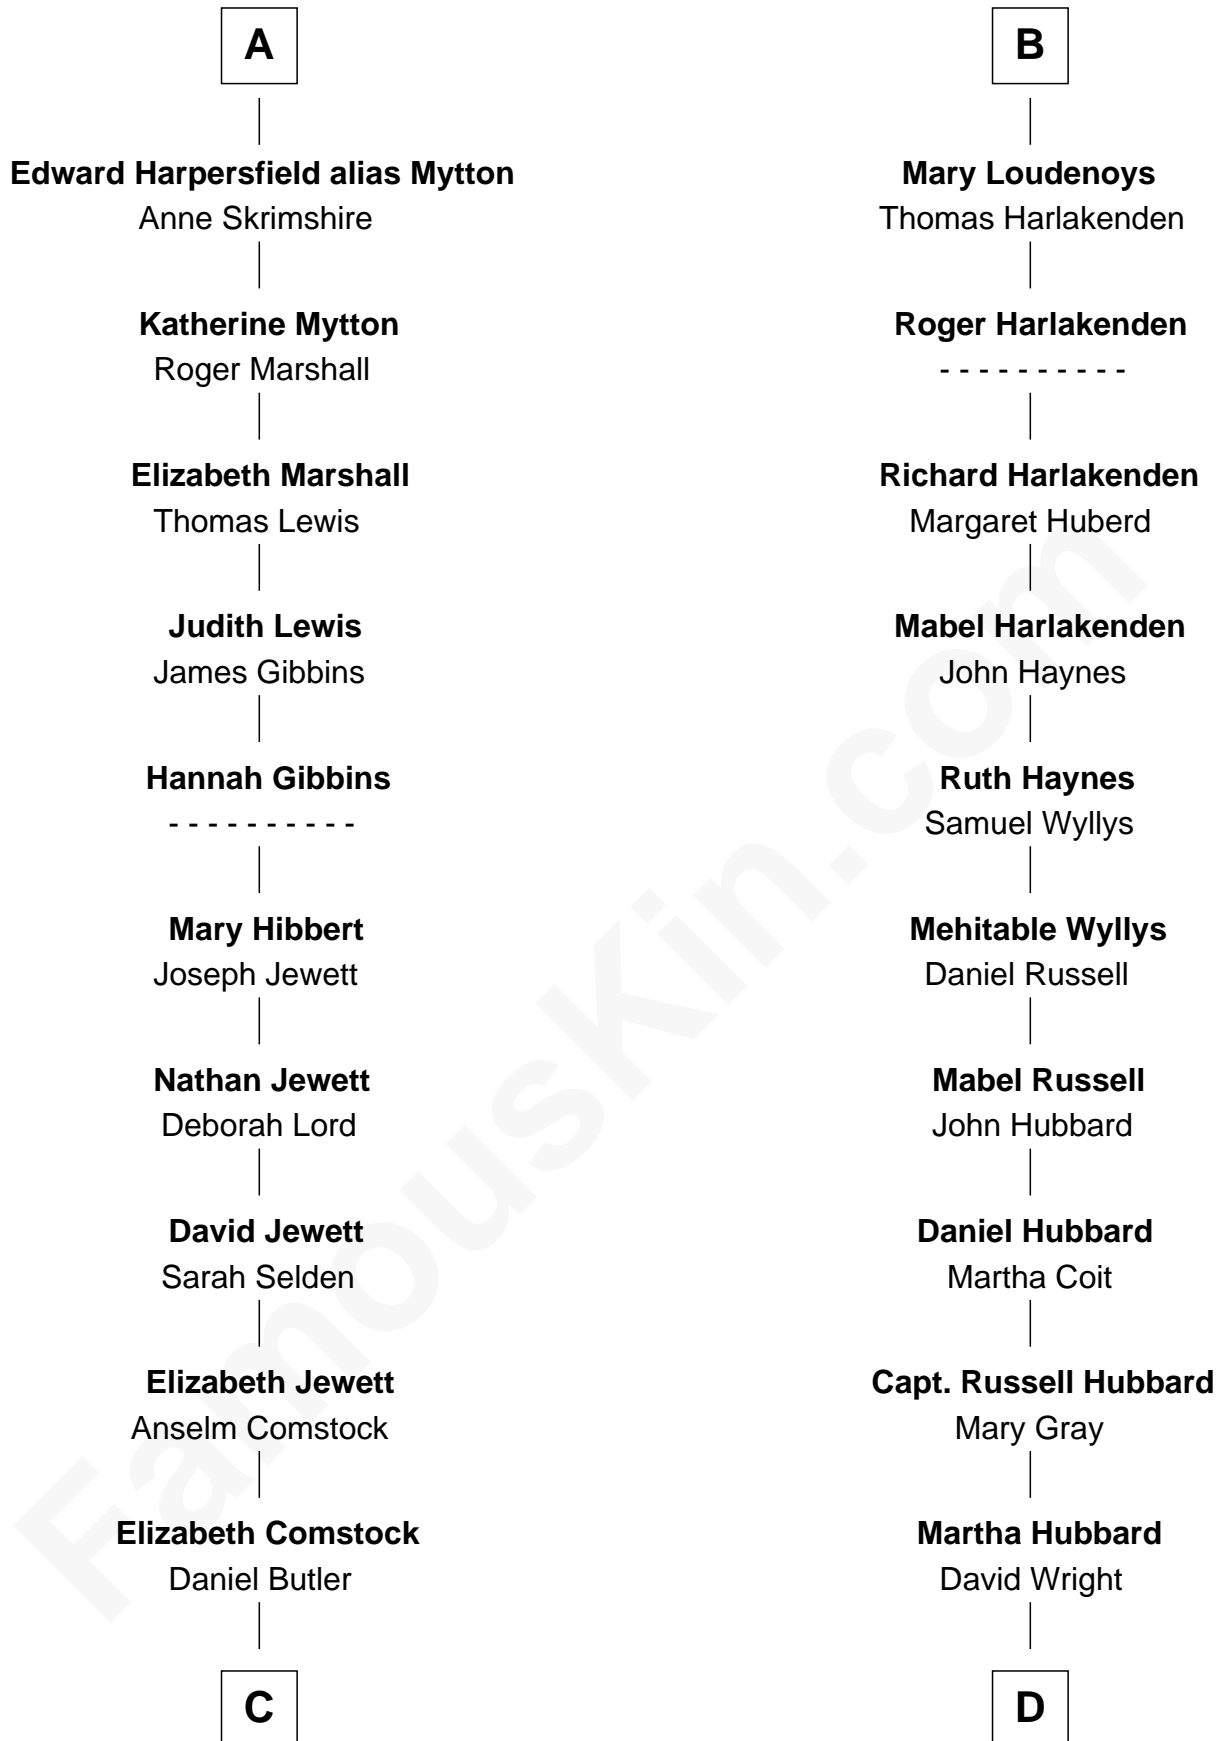 A
Edward Harpersfield alias Mytton
Anne Skrimshire
Katherine Mytton
Roger Marshall
Elizabeth Marshall
Thomas Lewis
Judith Lewis
James Gibbins
Hannah Gibbins
- - - - - - - - - -
Mary Hibbert
Joseph Jewett
Nathan Jewett
Deborah Lord
David Jewett
Sarah Selden
Elizabeth Jewett
Anselm Comstock
Elizabeth Comstock
Daniel Butler
C
B
Mary Loudenoys
Thomas Harlakenden
Roger Harlakenden
- - - - - - - - - -
Richard Harlakenden
Margaret Huberd
Mabel Harlakenden
John Haynes
Ruth Haynes
Samuel Wyllys
Mehitable Wyllys
Daniel Russell
Mabel Russell
John Hubbard
Daniel Hubbard
Martha Coit
Capt. Russell Hubbard
Mary Gray
Martha Hubbard
David Wright
D
FamousKin.com